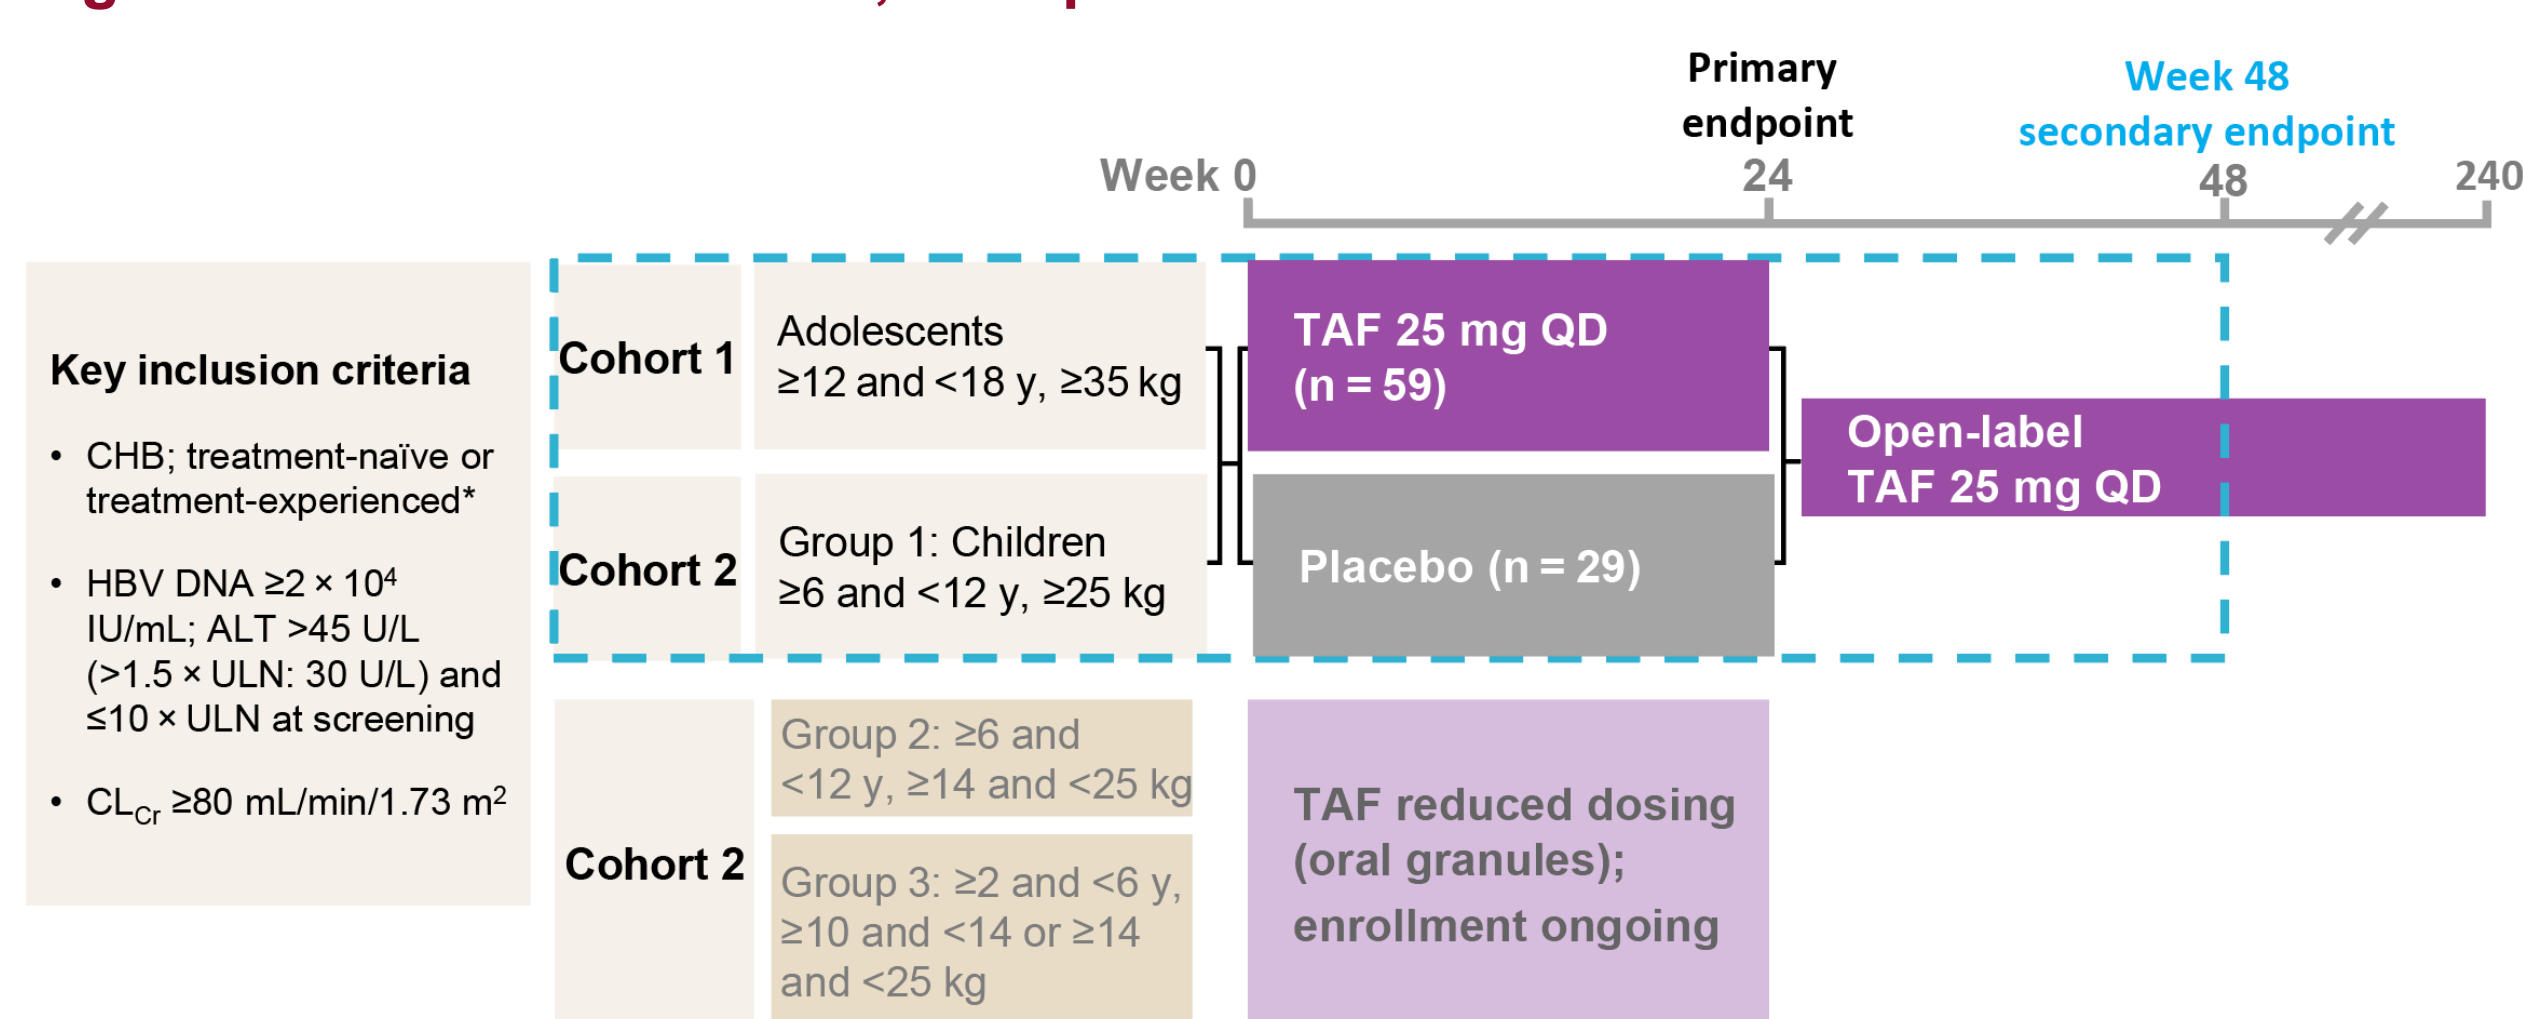 Primary
endpoint
Week 48
secondary endpoint
Week 0
24
48
240
Key inclusion criteria
• CHB; treatment-naïve or
treatment-experienced*
• HBV DNA ≥2 × 10⁴
IU/mL; ALT >45 U/L
(>1.5 × ULN: 30 U/L) and
≤10 × ULN at screening
• CLCr ≥80 mL/min/1.73 m²
Cohort 1
Adolescents
≥12 and <18 y, ≥35 kg
TAF 25 mg QD
(n = 59)
Cohort 2
Group 1: Children
≥6 and <12 y, ≥25 kg
Placebo (n = 29)
Open-label
TAF 25 mg QD
Cohort 2
Group 2: ≥6 and
<12 y, ≥14 and <25 kg
Group 3: ≥2 and <6 y,
≥10 and <14 or ≥14
and <25 kg
TAF reduced dosing
(oral granules);
enrollment ongoing